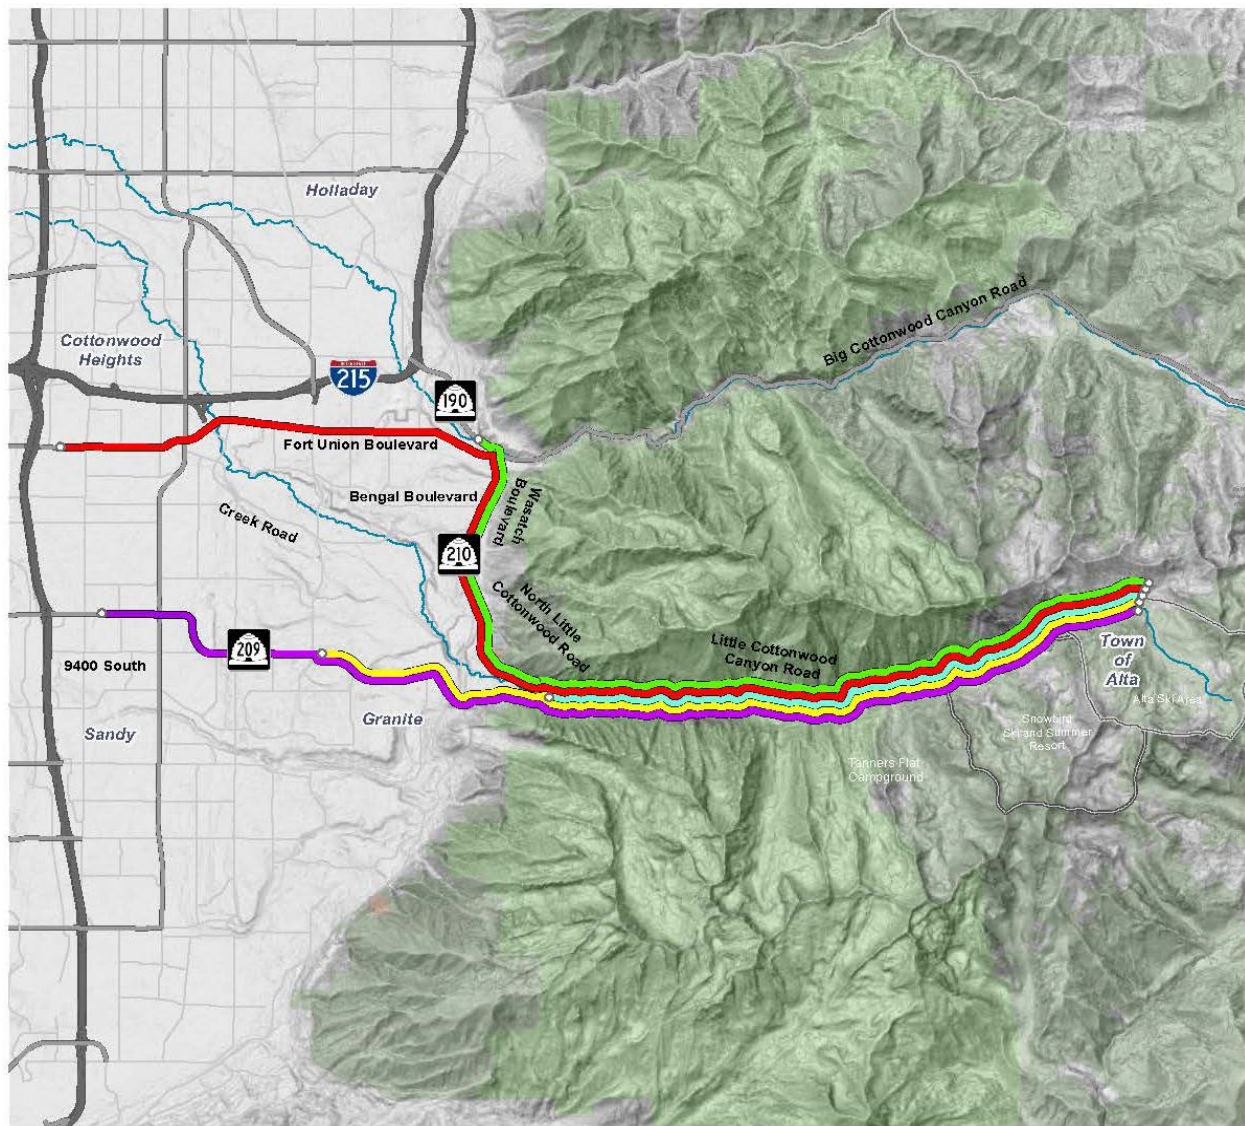 Holladay
Big Cottonwood Canyon Road
Cottonwood
Heights
215
190
Fort Union Boulevard
Bengal Boulevard
Wasatch
Boulevard
Creek Road
210
North Little
Cottonwood Road
9400 South
209
Little Cottonwood
Canyon Road
Town
of
Alta
Alta Ski Area
Granite
Sandy
Snowbird
Ski and Summer
Resort
Tanners Flat
Campground